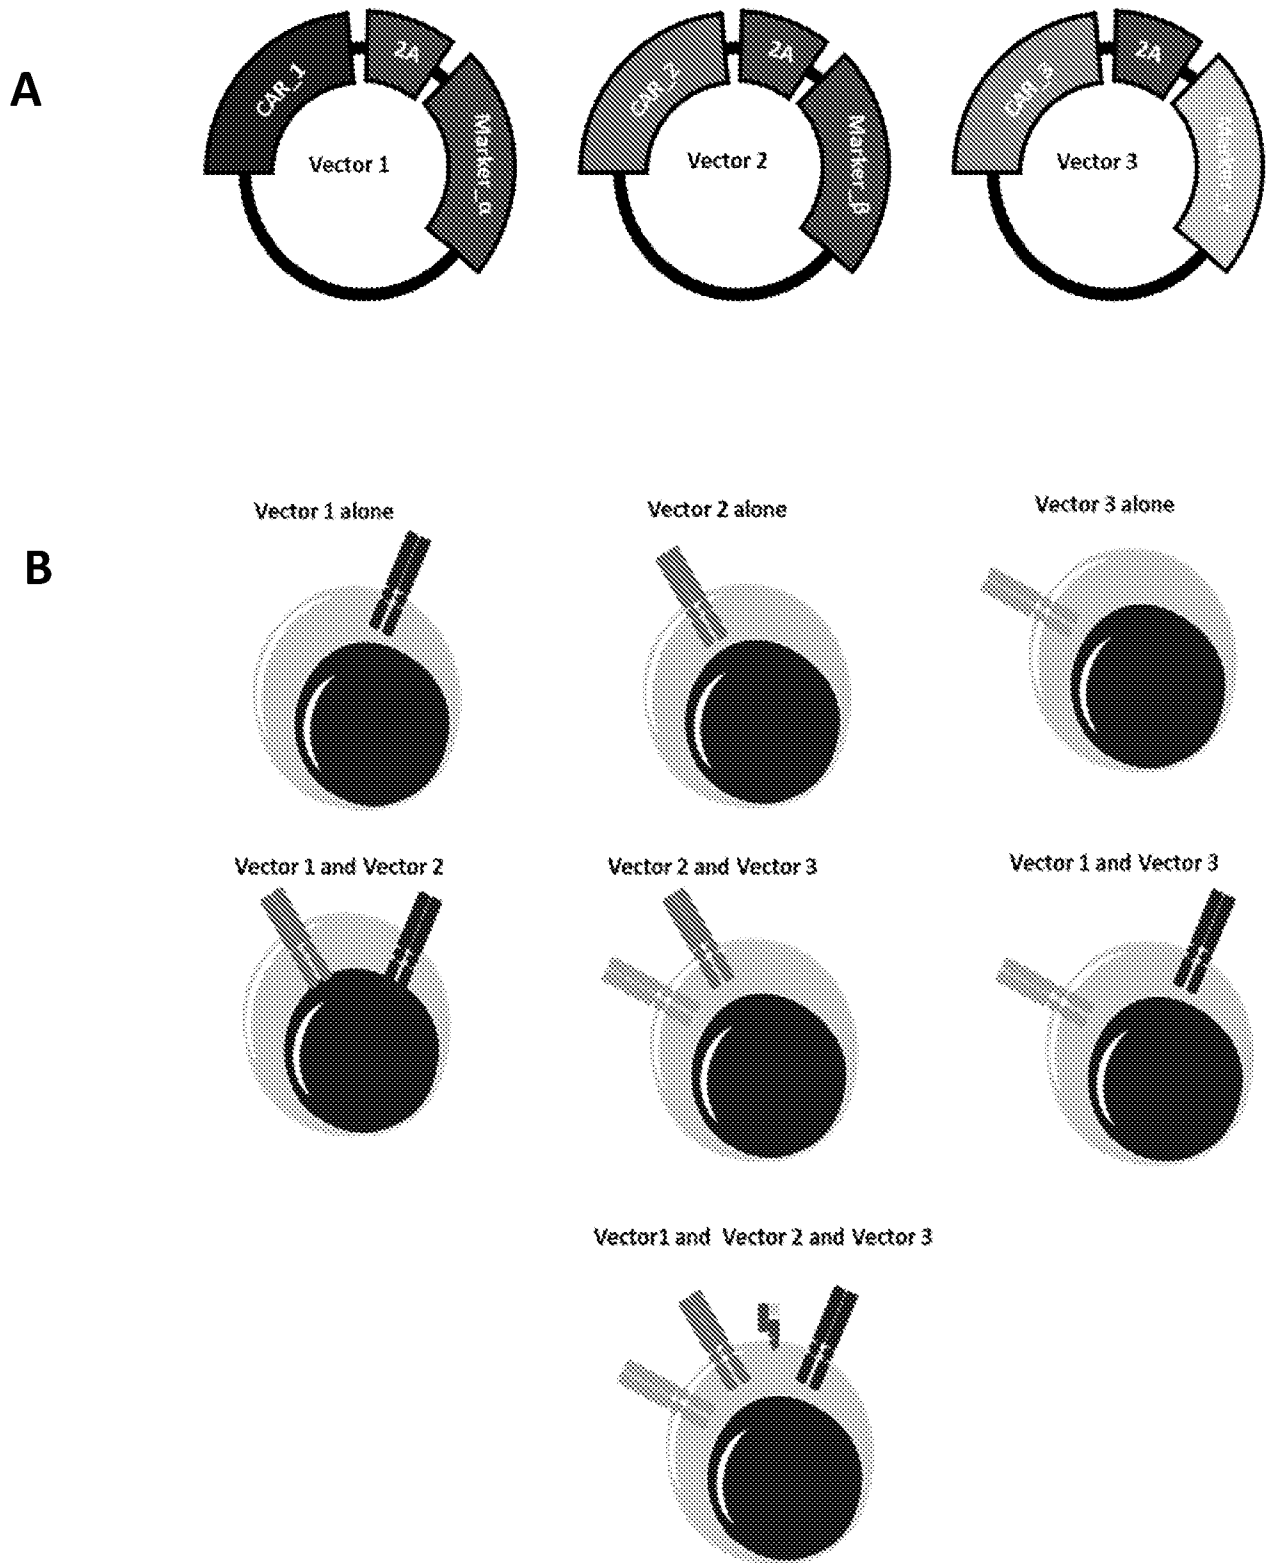 A
CAR_1
2A
Marker_α
Vector 1
CAR_2
2A
Marker_β
Vector 2
2A
Vector 3
B
Vector 1 alone
Vector 2 alone
Vector 3 alone
Vector 1 and Vector 2
Vector 2 and Vector 3
Vector 1 and Vector 3
Vector1 and Vector 2 and Vector 3